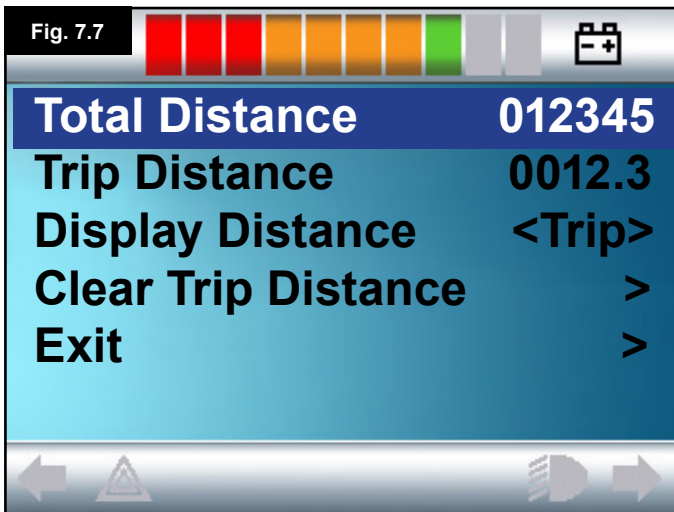 Fig. 7.7
Total Distance 012345
Trip Distance 0012.3
Display Distance <Trip>
Clear Trip Distance >
Exit >